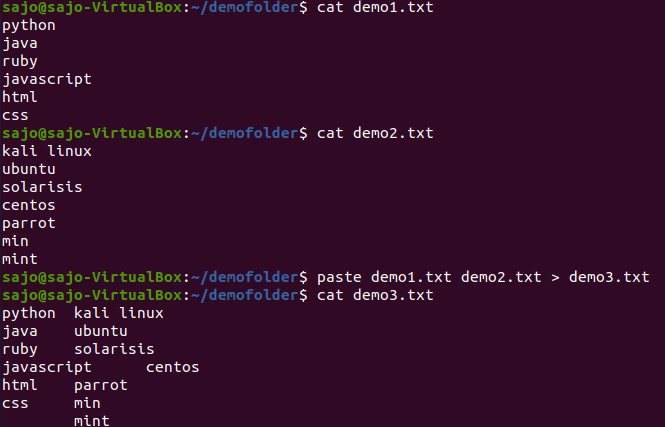 sajo@sajo-VirtualBox:~/demofolder$ cat demo1.txt
python
java
ruby
javascript
html
css
sajo@sajo-VirtualBox:~/demofolder$ cat demo2.txt
kali linux
ubuntu
solarisis
centos
parrot
min
mint
sajo@sajo-VirtualBox:~/demofolder$ paste demo1.txt demo2.txt > demo3.txt
sajo@sajo-VirtualBox:~/demofolder$ cat demo3.txt
python  kali linux
java    ubuntu
ruby    solarisis
javascript      centos
html    parrot
css     min
        mint